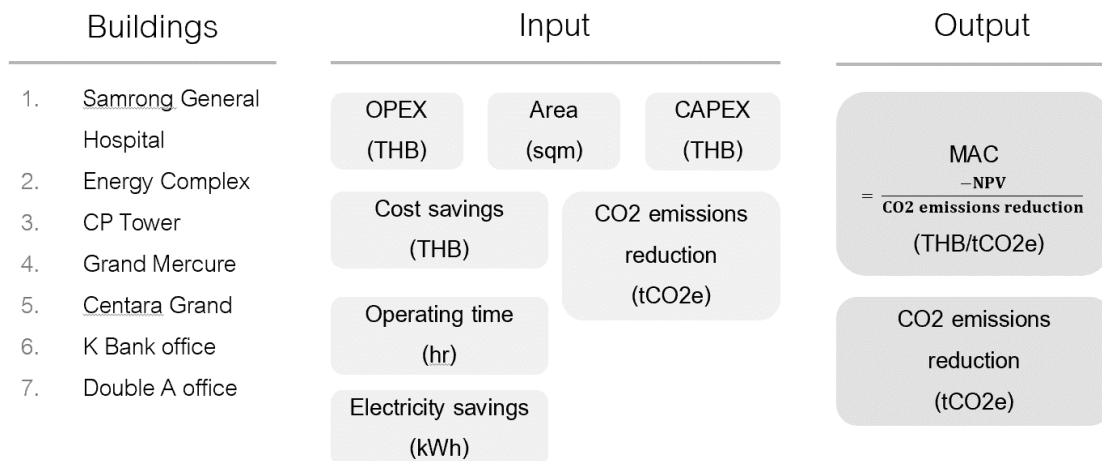 Buildings
Input
Output
1. Samrong General
Hospital
2. Energy Complex
3. CP Tower
4. Grand Mercure
5. Centara Grand
6. K Bank office
7. Double A office
OPEX
(THB)
Area
(sqm)
CAPEX
(THB)
Cost savings
(THB)
CO2 emissions
reduction
(tCO2e)
Operating time
(hr)
Electricity savings
(kWh)
MAC
= −NPV
CO2 emissions reduction
(THB/tCO2e)
CO2 emissions
reduction
(tCO2e)